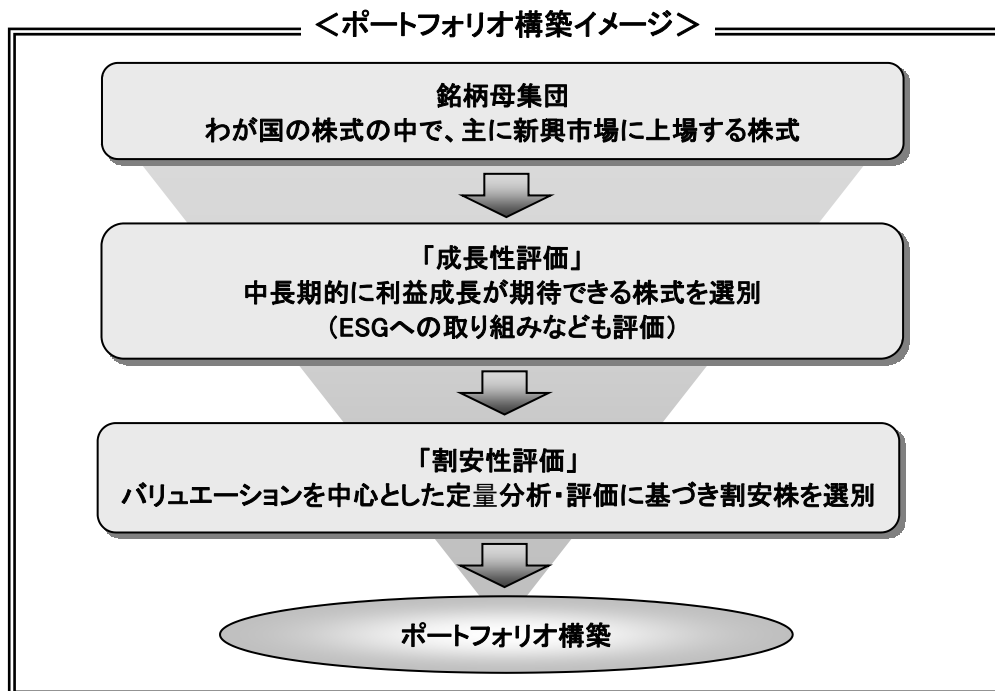 ＜ポートフォリオ構築イメージ＞
銘柄母集団
わが国の株式の中で、主に新興市場に上場する株式
「成長性評価」
中長期的に利益成長が期待できる株式を選別
（ESGへの取り組みなども評価）
「割安性評価」
バリュエーションを中心とした定量分析・評価に基づき割安株を選別
ポートフォリオ構築